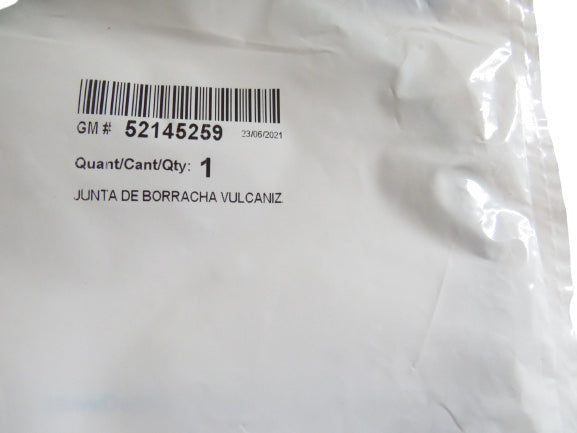 GM # 52145259 23/06/2021
Quant/Cant/Qty: 1
JUNTA DE BORRACHA VULCANIZ.